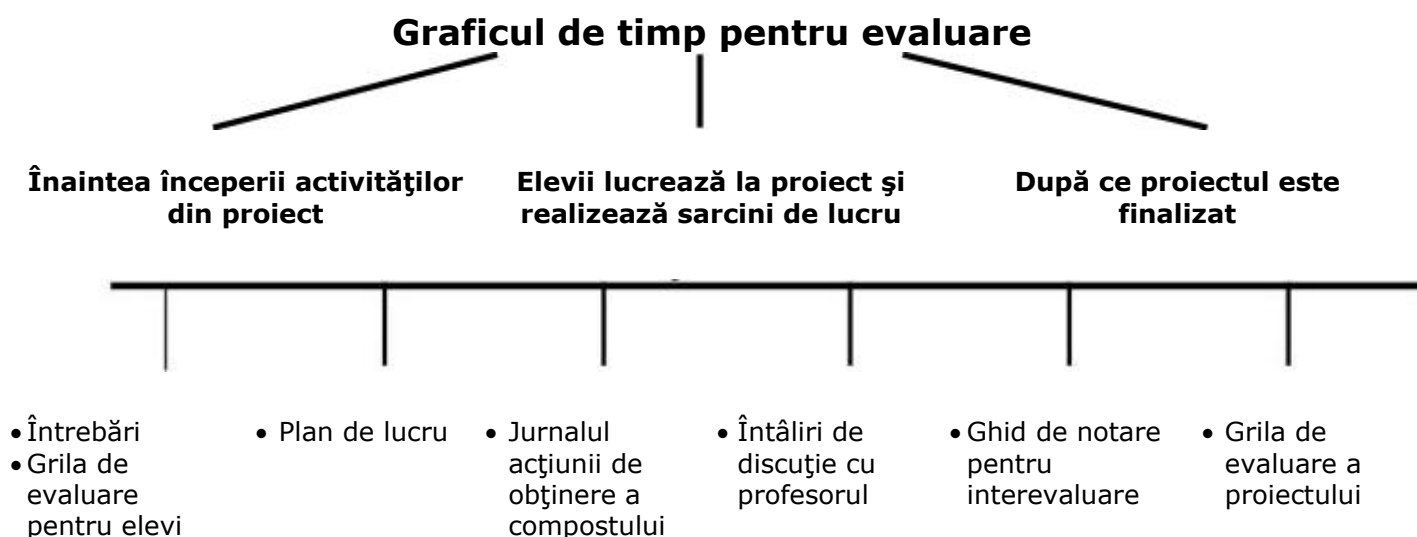 Graficul de timp pentru evaluare
Înaintea începerii activităţilor
din proiect
Elevii lucrează la proiect şi
realizează sarcini de lucru
După ce proiectul este
finalizat
• Întrebări
• Grila de
evaluare
pentru elevi
• Plan de lucru
• Jurnalul
acţiunii de
obţinere a
compostului
• Întâliri de
discuţie cu
profesorul
• Ghid de notare
pentru
interevaluare
• Grila de
evaluare a
proiectului